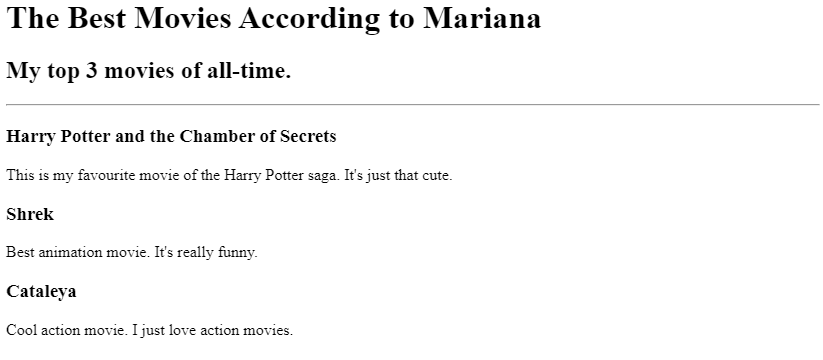 The Best Movies According to Mariana
My top 3 movies of all-time.
Harry Potter and the Chamber of Secrets
This is my favourite movie of the Harry Potter saga. It's just that cute.
Shrek
Best animation movie. It's really funny.
Cataleya
Cool action movie. I just love action movies.